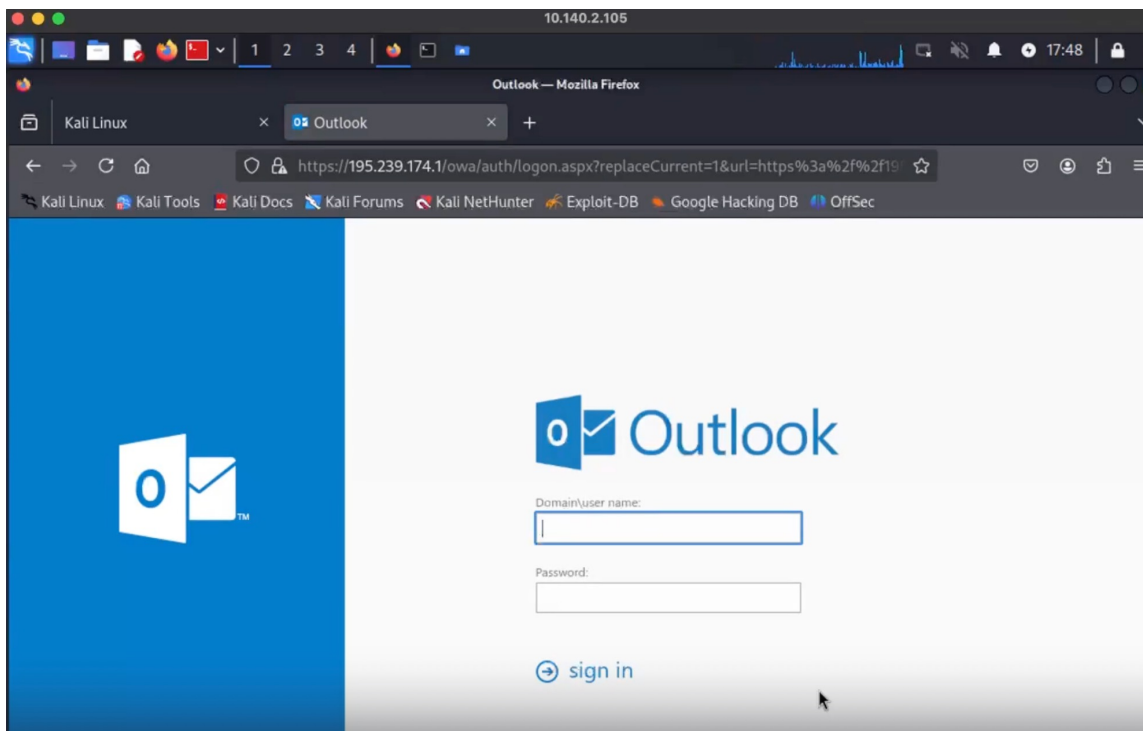 10.140.2.105
1 2 3 4 17:48
Outlook — Mozilla Firefox
Kali Linux Outlook
https://195.239.174.1/owa/auth/logon.aspx?replaceCurrent=1&url=https%3a%2f%2f19
Kali Linux Kali Tools Kali Docs Kali Forums Kali NetHunter Exploit-DB Google Hacking DB OffSec
Outlook
TM
Domain\user name:
Password:
sign in